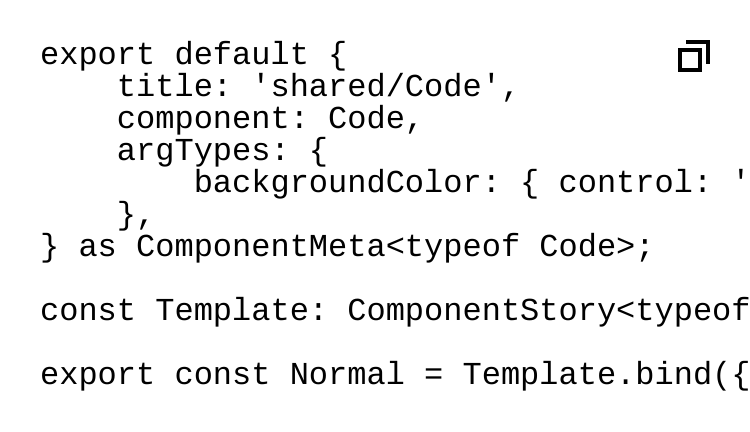 export default {
    title: 'shared/Code',
    component: Code,
    argTypes: {
        backgroundColor: { control: '
    },
} as ComponentMeta<typeof Code>;

const Template: ComponentStory<typeof

export const Normal = Template.bind({